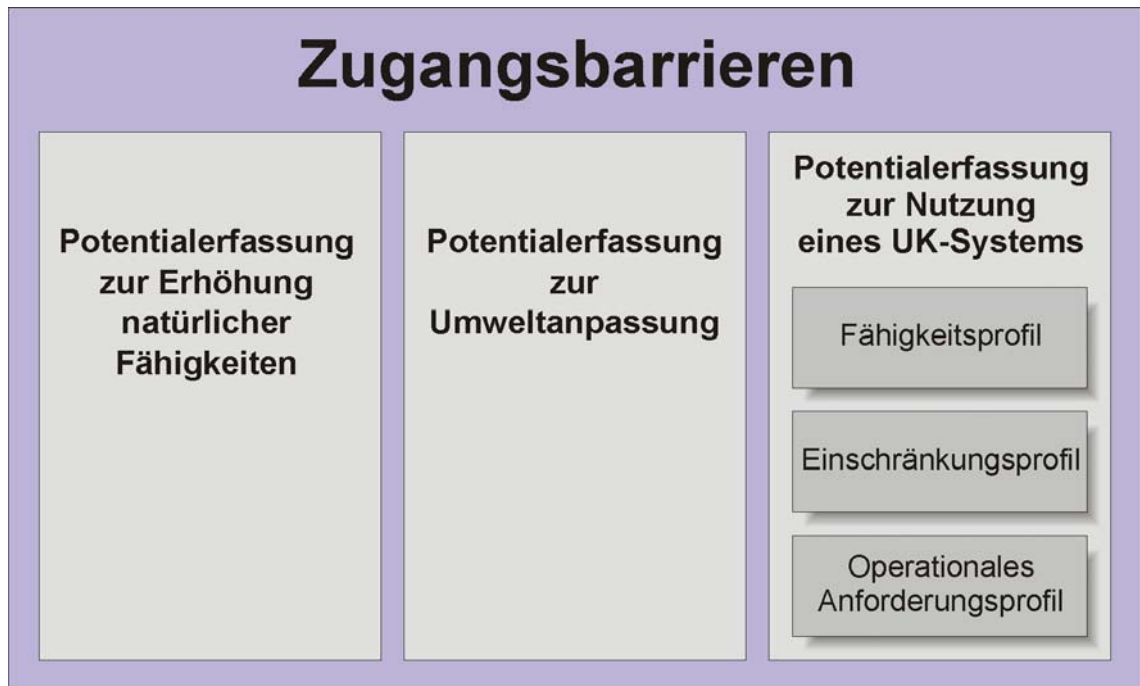 Zugangsbarrieren
Potentialerfassung
zur Erhöhung
natürlicher
Fähigkeiten
Potentialerfassung
zur
Umweltanpassung
Potentialerfassung
zur Nutzung
eines UK-Systems
Fähigkeitsprofil
Einschränkungsprofil
Operationales
Anforderungsprofil